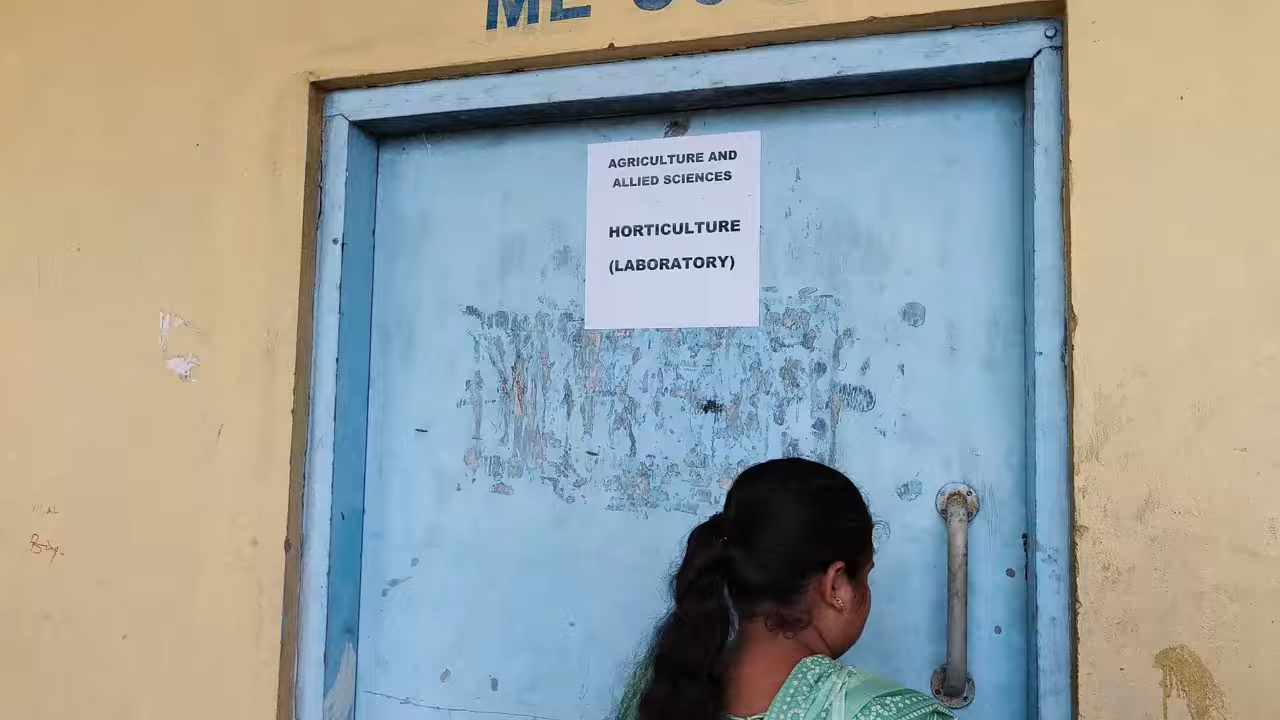 AGRICULTURE AND
ALLIED SCIENCES
HORTICULTURE
(LABORATORY)